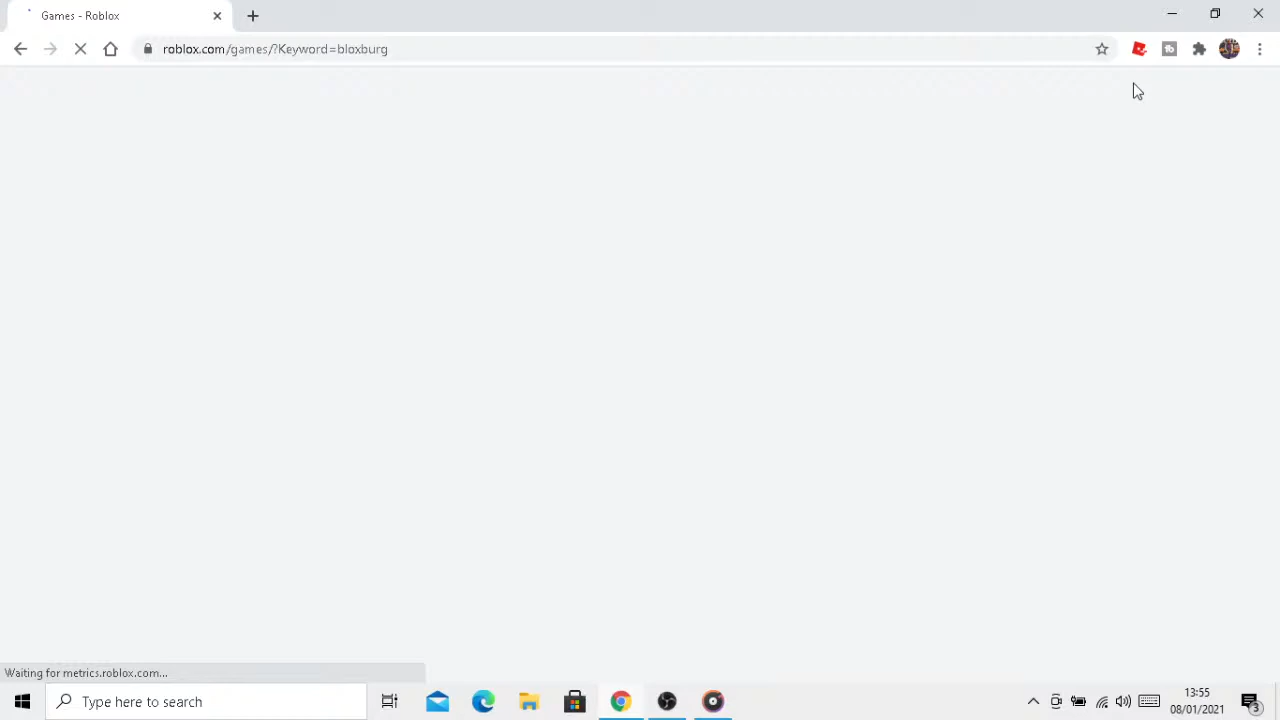 Games - Roblox
roblox.com/games/?Keyword=bloxburg
Waiting for metrics.roblox.com...
Type here to search
13:55
08/01/2021
3